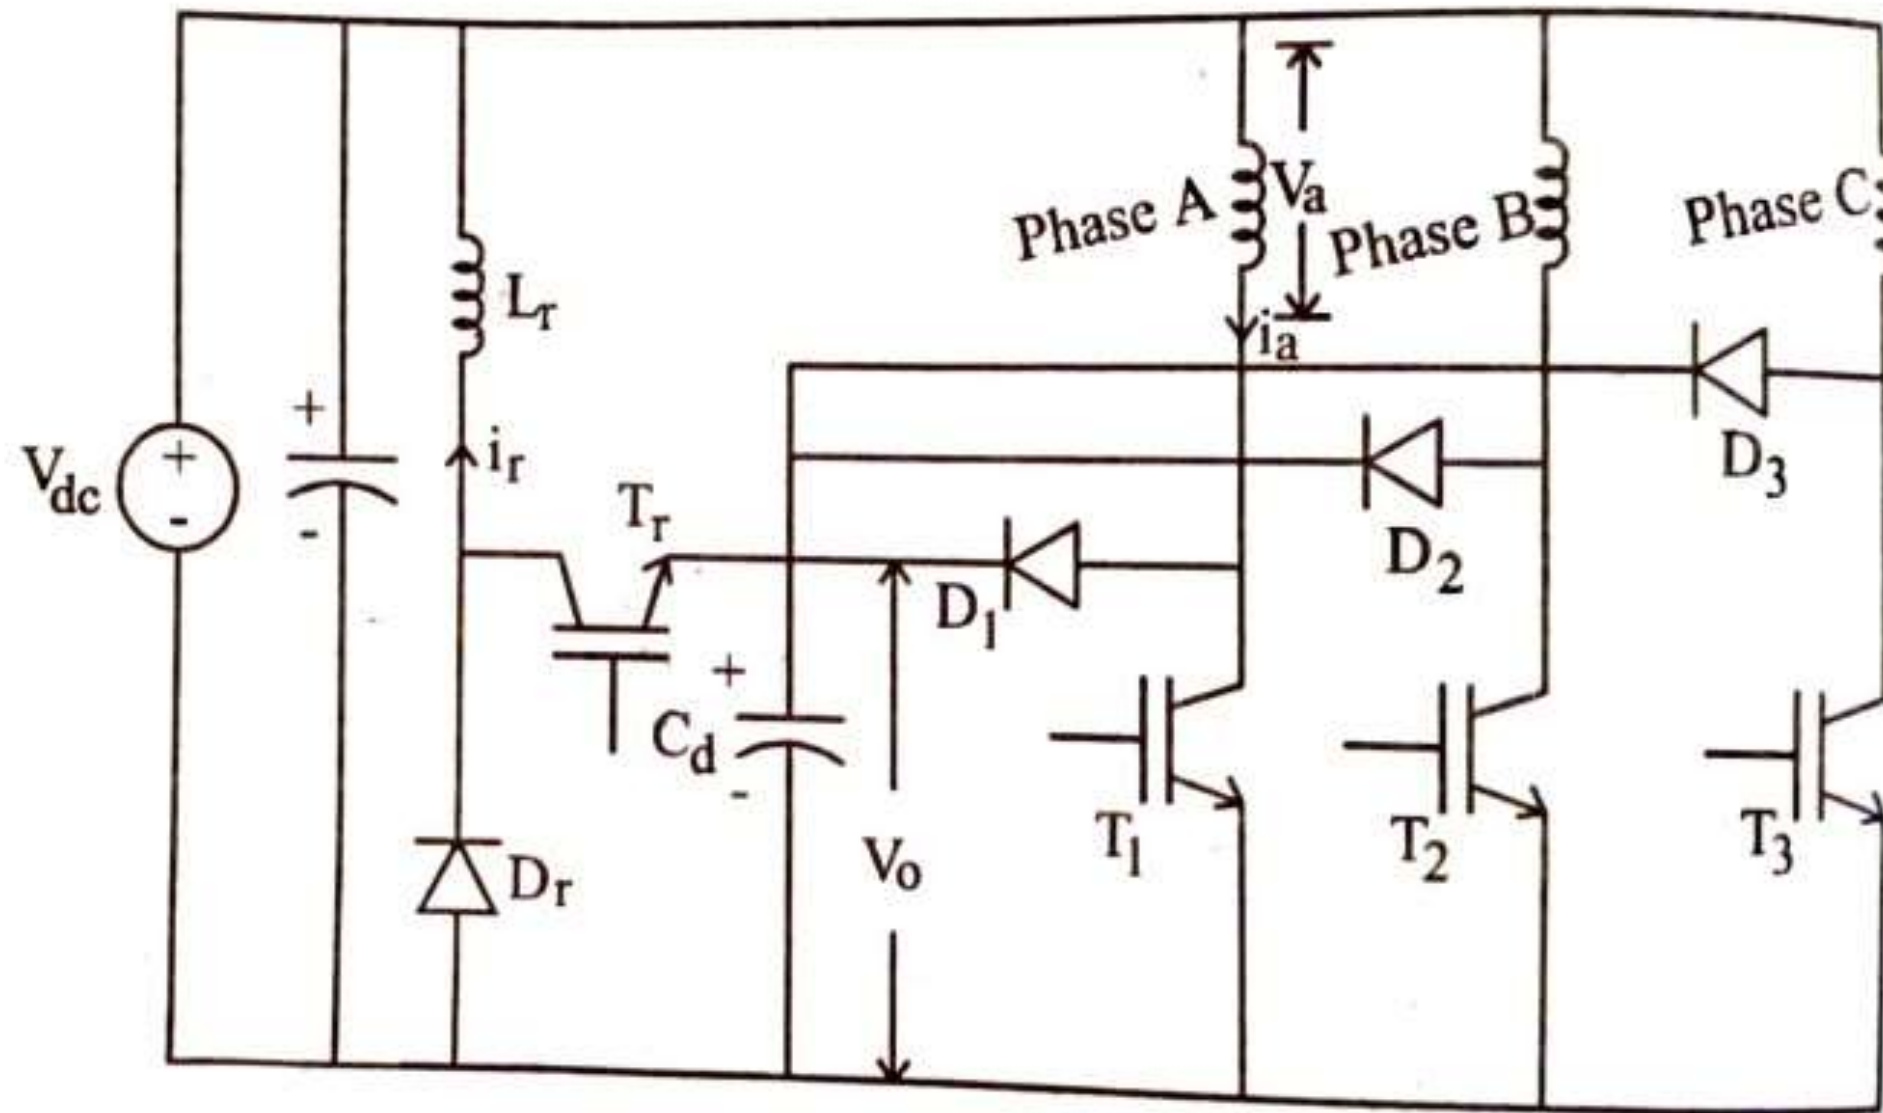 Vdc
+
-
+
-
Lr
ir
Tr
Dr
+
Cd
-
Vo
Phase A
Va
ia
Phase B
Phase C
D1
D2
D3
T1
T2
T3